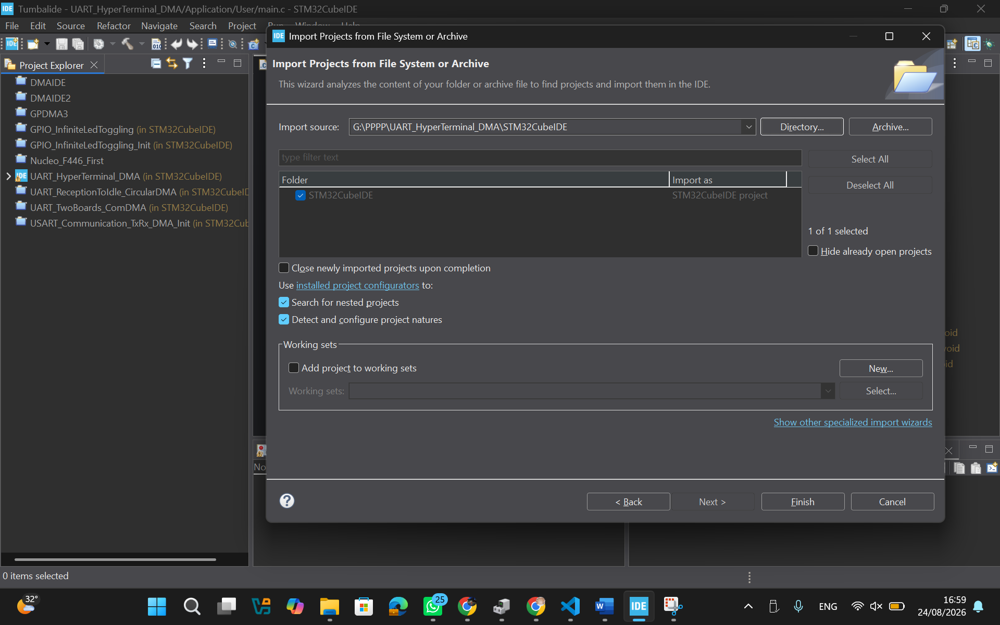 IDE Tumbalide - UART_HyperTerminal_DMA/Application/User/main.c - STM32CubeIDE
File Edit Source Refactor Navigate Search Project
IDE Import Projects from File System or Archive
Project Explorer
DMAIDE
DMAIDE2
GPDMA3
GPIO_InfiniteLedToggling (in STM32CubeIDE)
GPIO_InfiniteLedToggling_Init (in STM32CubeIDE)
Nucleo_F446_First
UART_HyperTerminal_DMA (in STM32CubeIDE)
UART_ReceptionToIdle_CircularDMA (in STM32CubeID
UART_TwoBoards_ComDMA (in STM32CubeIDE)
USART_Communication_TxRx_DMA_Init (in STM32Cub
Import Projects from File System or Archive
This wizard analyzes the content of your folder or archive file to find projects and import them in the IDE.
Import source: G:\PPPP\UART_HyperTerminal_DMA\STM32CubeIDE Directory... Archive...
type filter text
Select All
Folder Import as
Deselect All
STM32CubeIDE STM32CubeIDE project
1 of 1 selected
Hide already open projects
Close newly imported projects upon completion
Use installed project configurators to:
Search for nested projects
Detect and configure project natures
Working sets
Add project to working sets New...
Working sets: Select...
Show other specialized import wizards
< Back Next > Finish Cancel
oid
oid
id
No
0 items selected
32°
25
IDE
ENG
16:59
24/08/2026